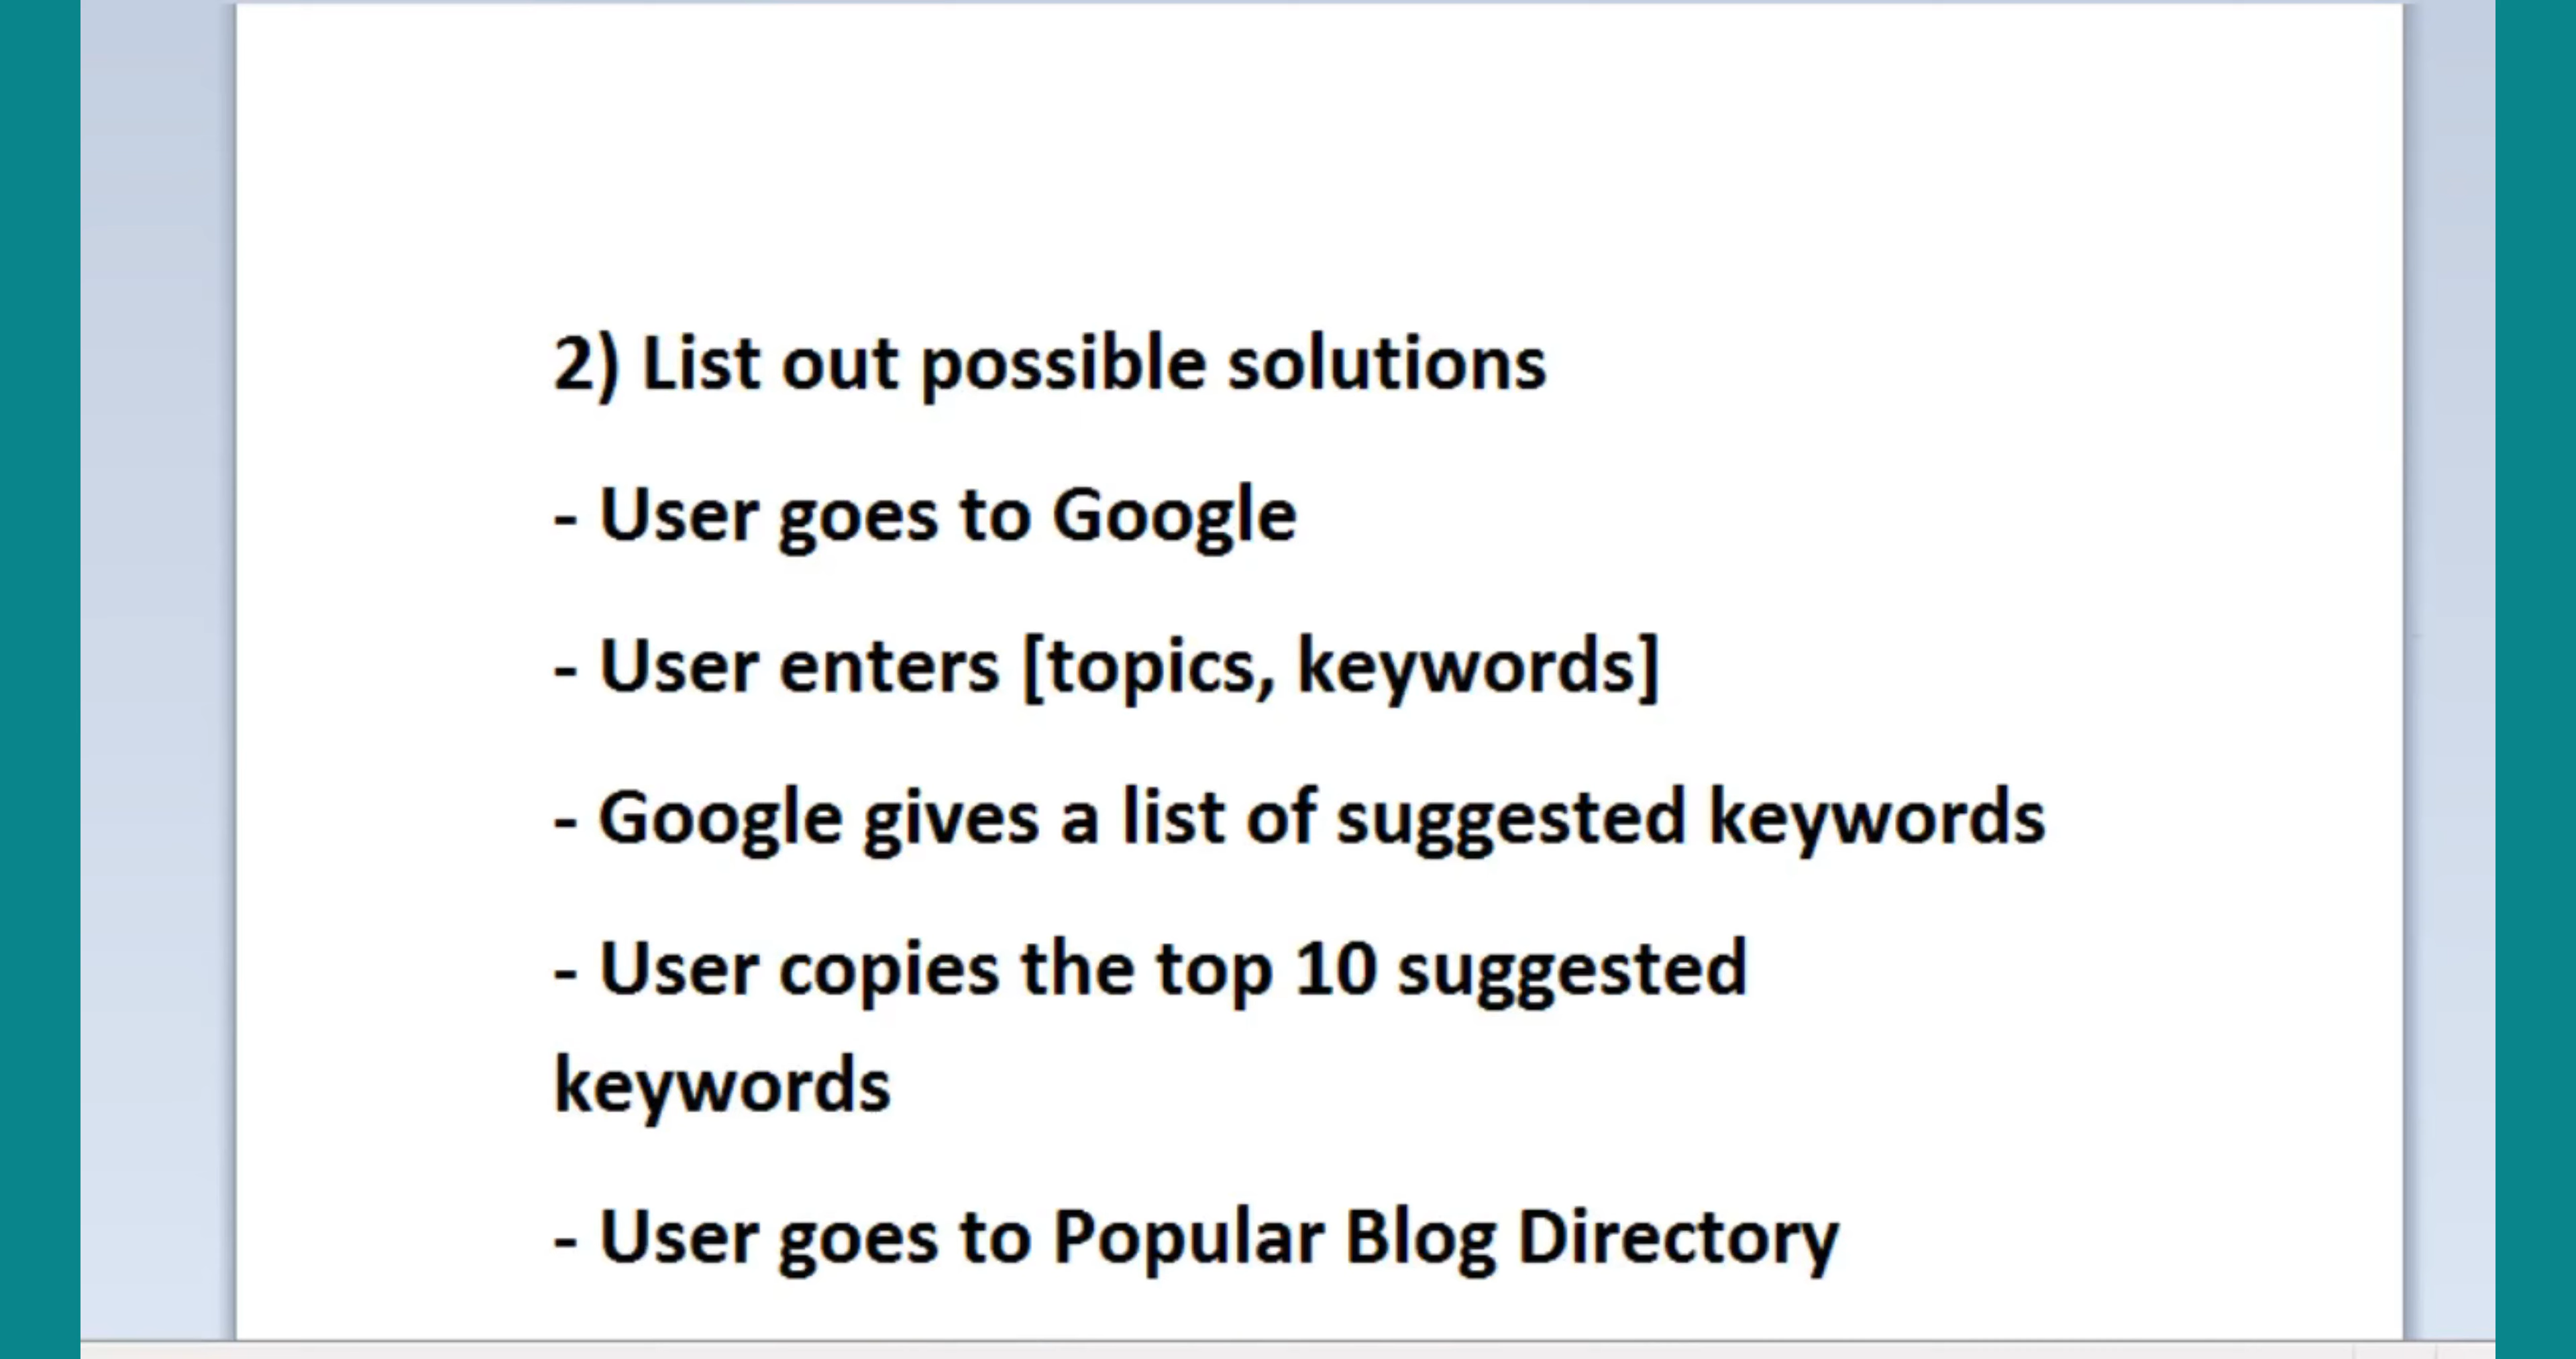 2) List out possible solutions
- User goes to Google
- User enters [topics, keywords]
- Google gives a list of suggested keywords
- User copies the top 10 suggested
keywords
- User goes to Popular Blog Directory